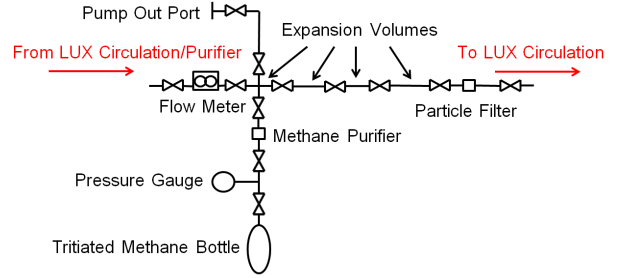 Pump Out Port
Expansion Volumes
From LUX Circulation/Purifier
To LUX Circulation
Flow Meter
Particle Filter
Methane Purifier
Pressure Gauge
Tritiated Methane Bottle